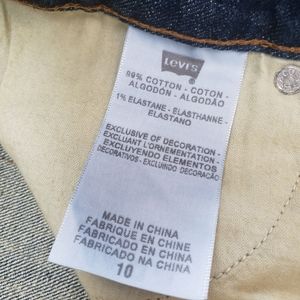 Levi's
99% COTTON - COTON -
ALGODÓN - ALGODÃO
1% ELASTANE - ELASTHANNE -
ELASTANO
EXCLUSIVE OF DECORATION -
EXCLUANT L'ORNEMENTATION -
EXCLUYENDO ELEMENTOS
DECORATIVOS - EXCLUINDO DECORAÇÃO
MADE IN CHINA
FABRIQUE EN CHINE
FABRICADO EN CHINA
FABRICADO NA CHINA
10